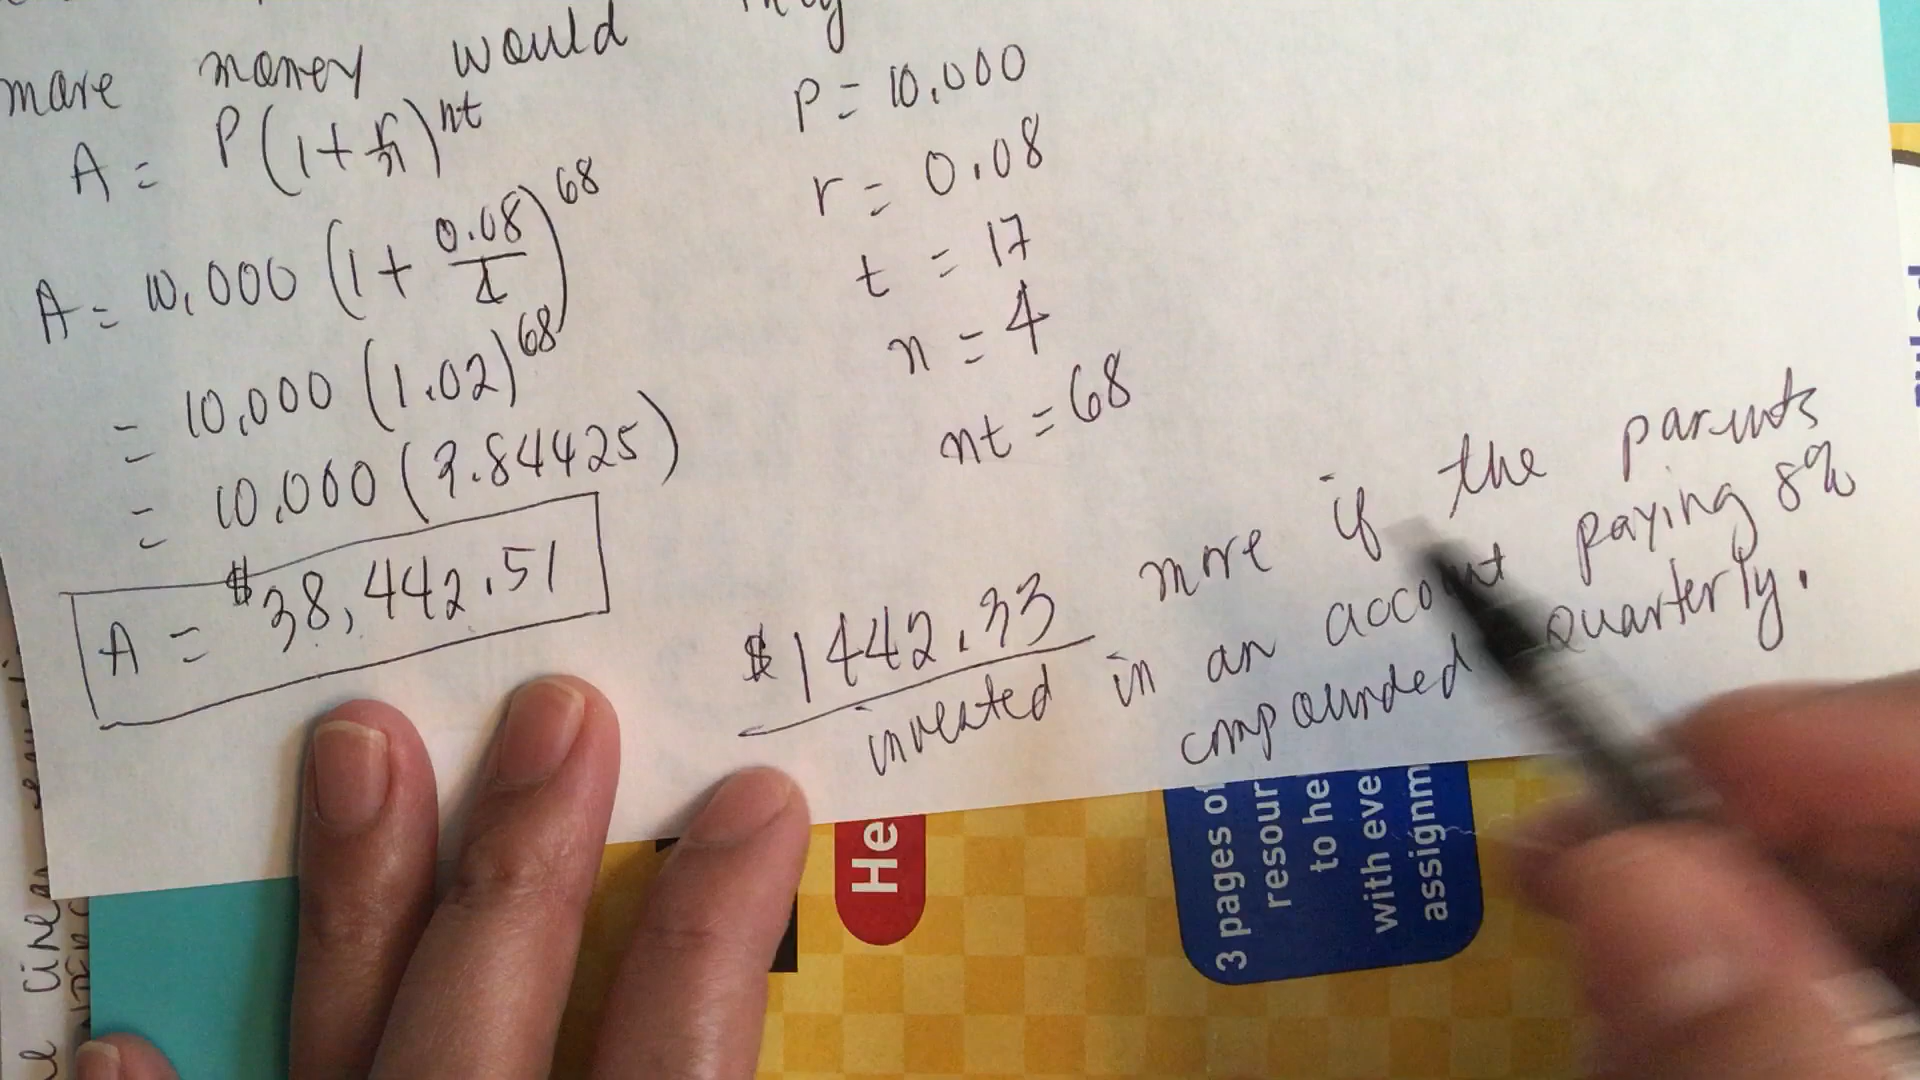 more money would they
A = P(1+r/n)^nt
P = 10,000
r = 0.08
A = 10,000 (1 + 0.08/4)^68
t = 17
n = 4
= 10,000 (1.02)^68
nt = 68
= 10,000 (3.84425)
A = $38,442.51
$1442.33 more if the parents
invested in an account paying 8%
compounded quarterly.
He
3 pages of
resour
to he
with eve
assignm